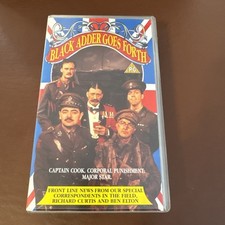 BLACK ADDER GOES FORTH
CAPTAIN COOK, CORPORAL PUNISHMENT,
MAJOR STAR.
FRONT LINE NEWS FROM OUR SPECIAL
CORRESPONDENTS IN THE FIELD,
RICHARD CURTIS AND BEN ELTON